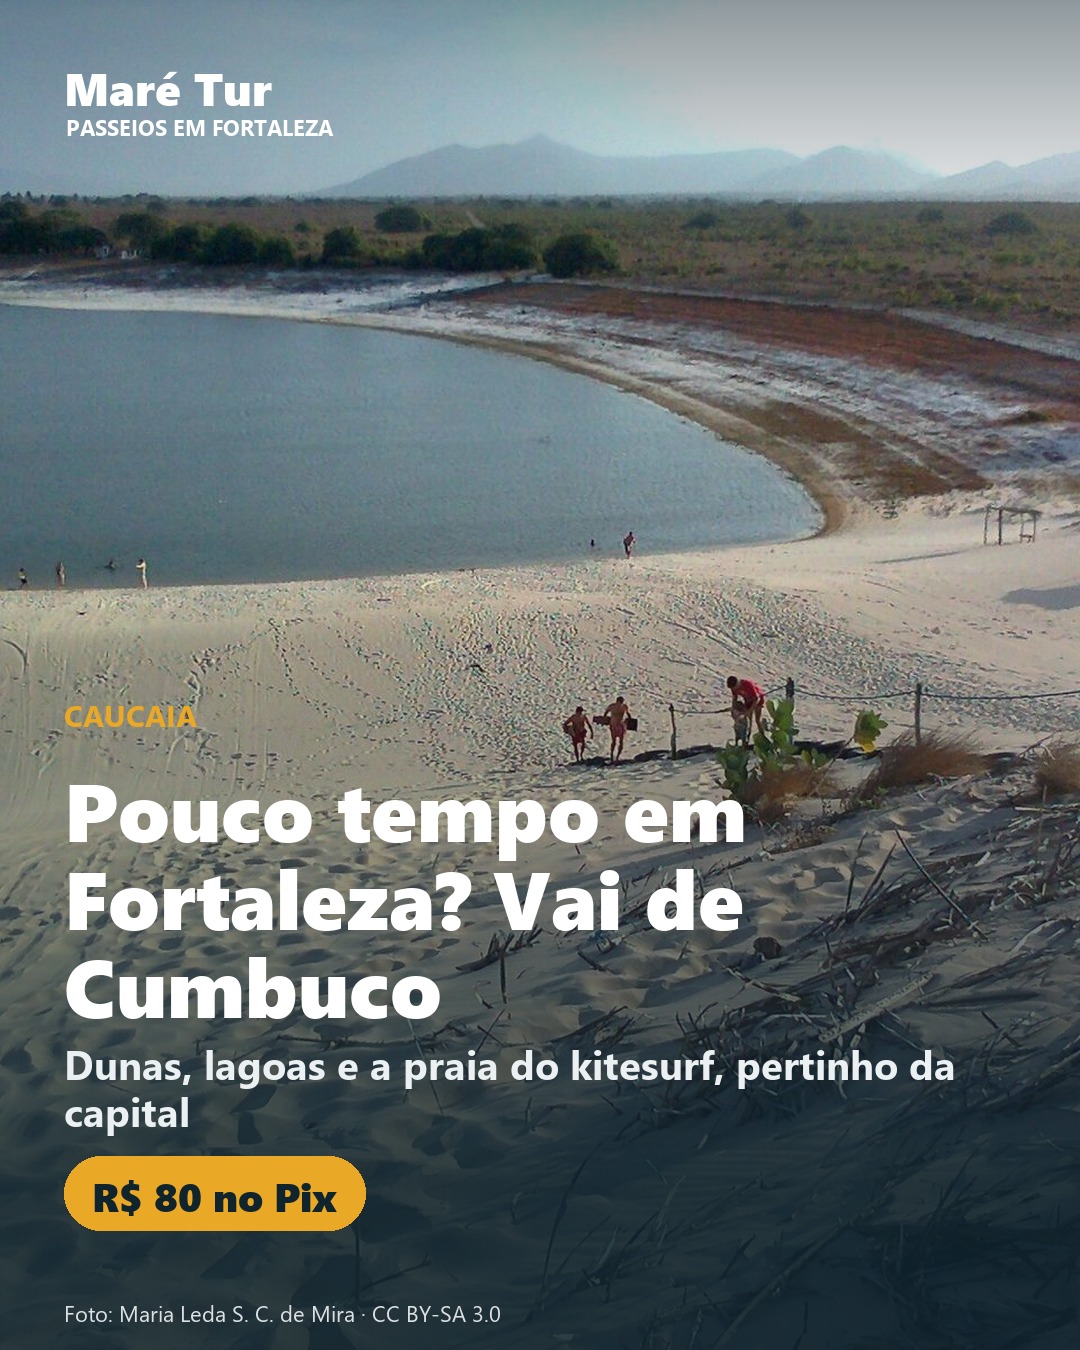 Maré Tur
PASSEIOS EM FORTALEZA
CAUCAIA
Pouco tempo em
Fortaleza? Vai de
Cumbuco
Dunas, lagoas e a praia do kitesurf, pertinho da
capital
R$ 80 no Pix
Foto: Maria Leda S. C. de Mira · CC BY-SA 3.0